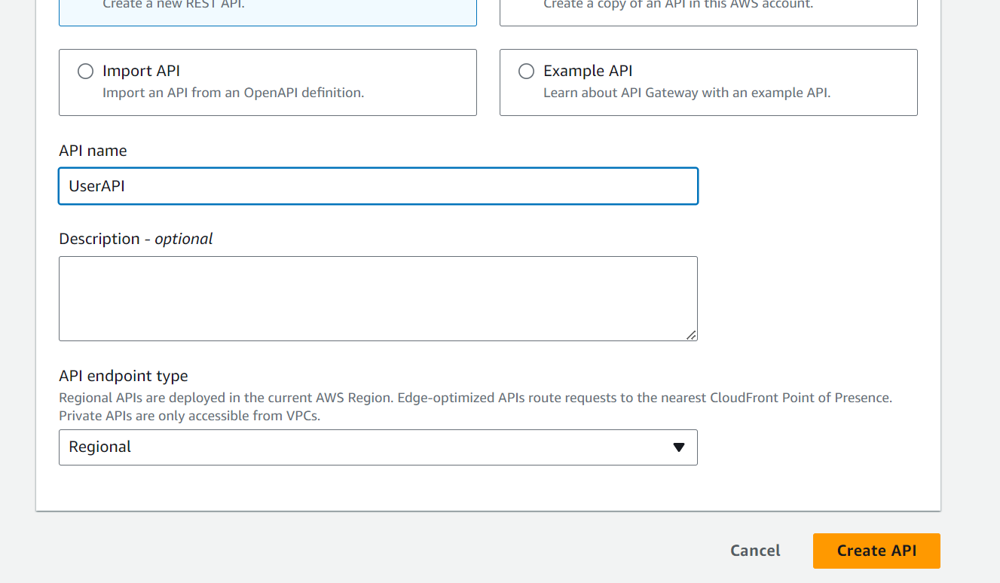 Create a new REST API.
Create a copy of an API in this AWS account.
Import API
Import an API from an OpenAPI definition.
Example API
Learn about API Gateway with an example API.
API name
UserAPI
Description - optional
API endpoint type
Regional APIs are deployed in the current AWS Region. Edge-optimized APIs route requests to the nearest CloudFront Point of Presence.
Private APIs are only accessible from VPCs.
Regional
Cancel
Create API